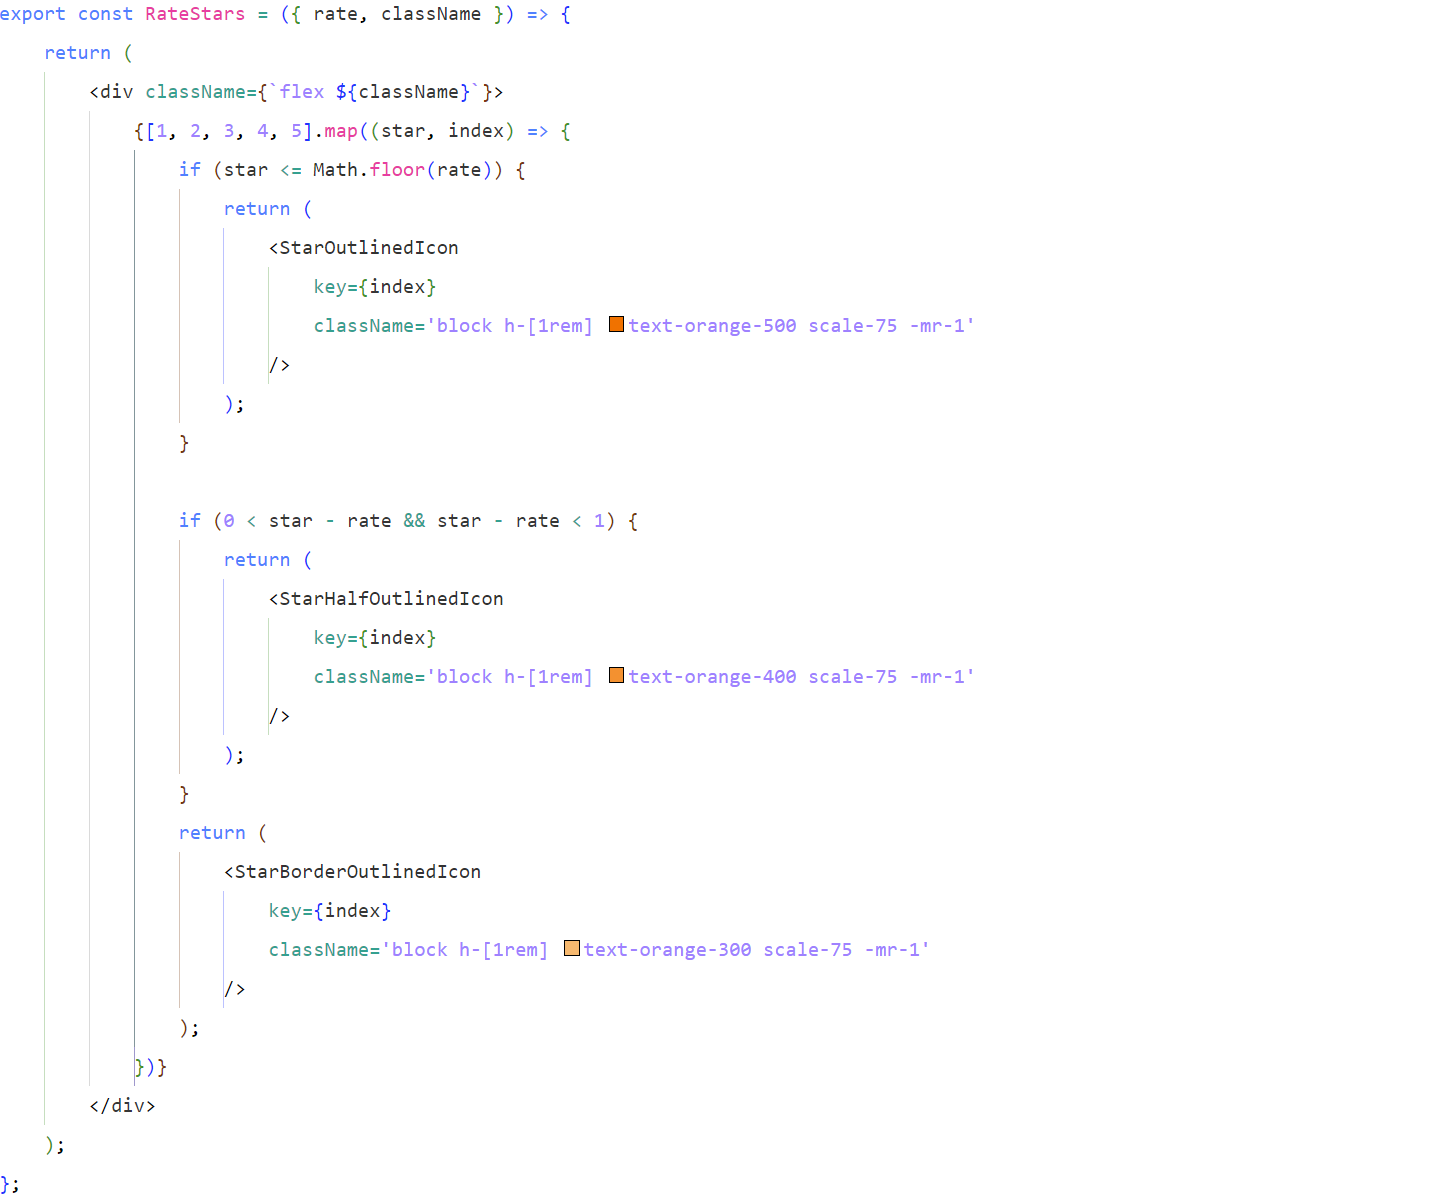 export const RateStars = ({ rate, className }) => {
    return (
        <div className={`flex ${className}`}>
            {[1, 2, 3, 4, 5].map((star, index) => {
                if (star <= Math.floor(rate)) {
                    return (
                        <StarOutlinedIcon
                            key={index}
                            className='block h-[1rem] text-orange-500 scale-75 -mr-1'
                        />
                    );
                }

                if (0 < star - rate && star - rate < 1) {
                    return (
                        <StarHalfOutlinedIcon
                            key={index}
                            className='block h-[1rem] text-orange-400 scale-75 -mr-1'
                        />
                    );
                }
                return (
                    <StarBorderOutlinedIcon
                        key={index}
                        className='block h-[1rem] text-orange-300 scale-75 -mr-1'
                    />
                );
            })}
        </div>
    );
};